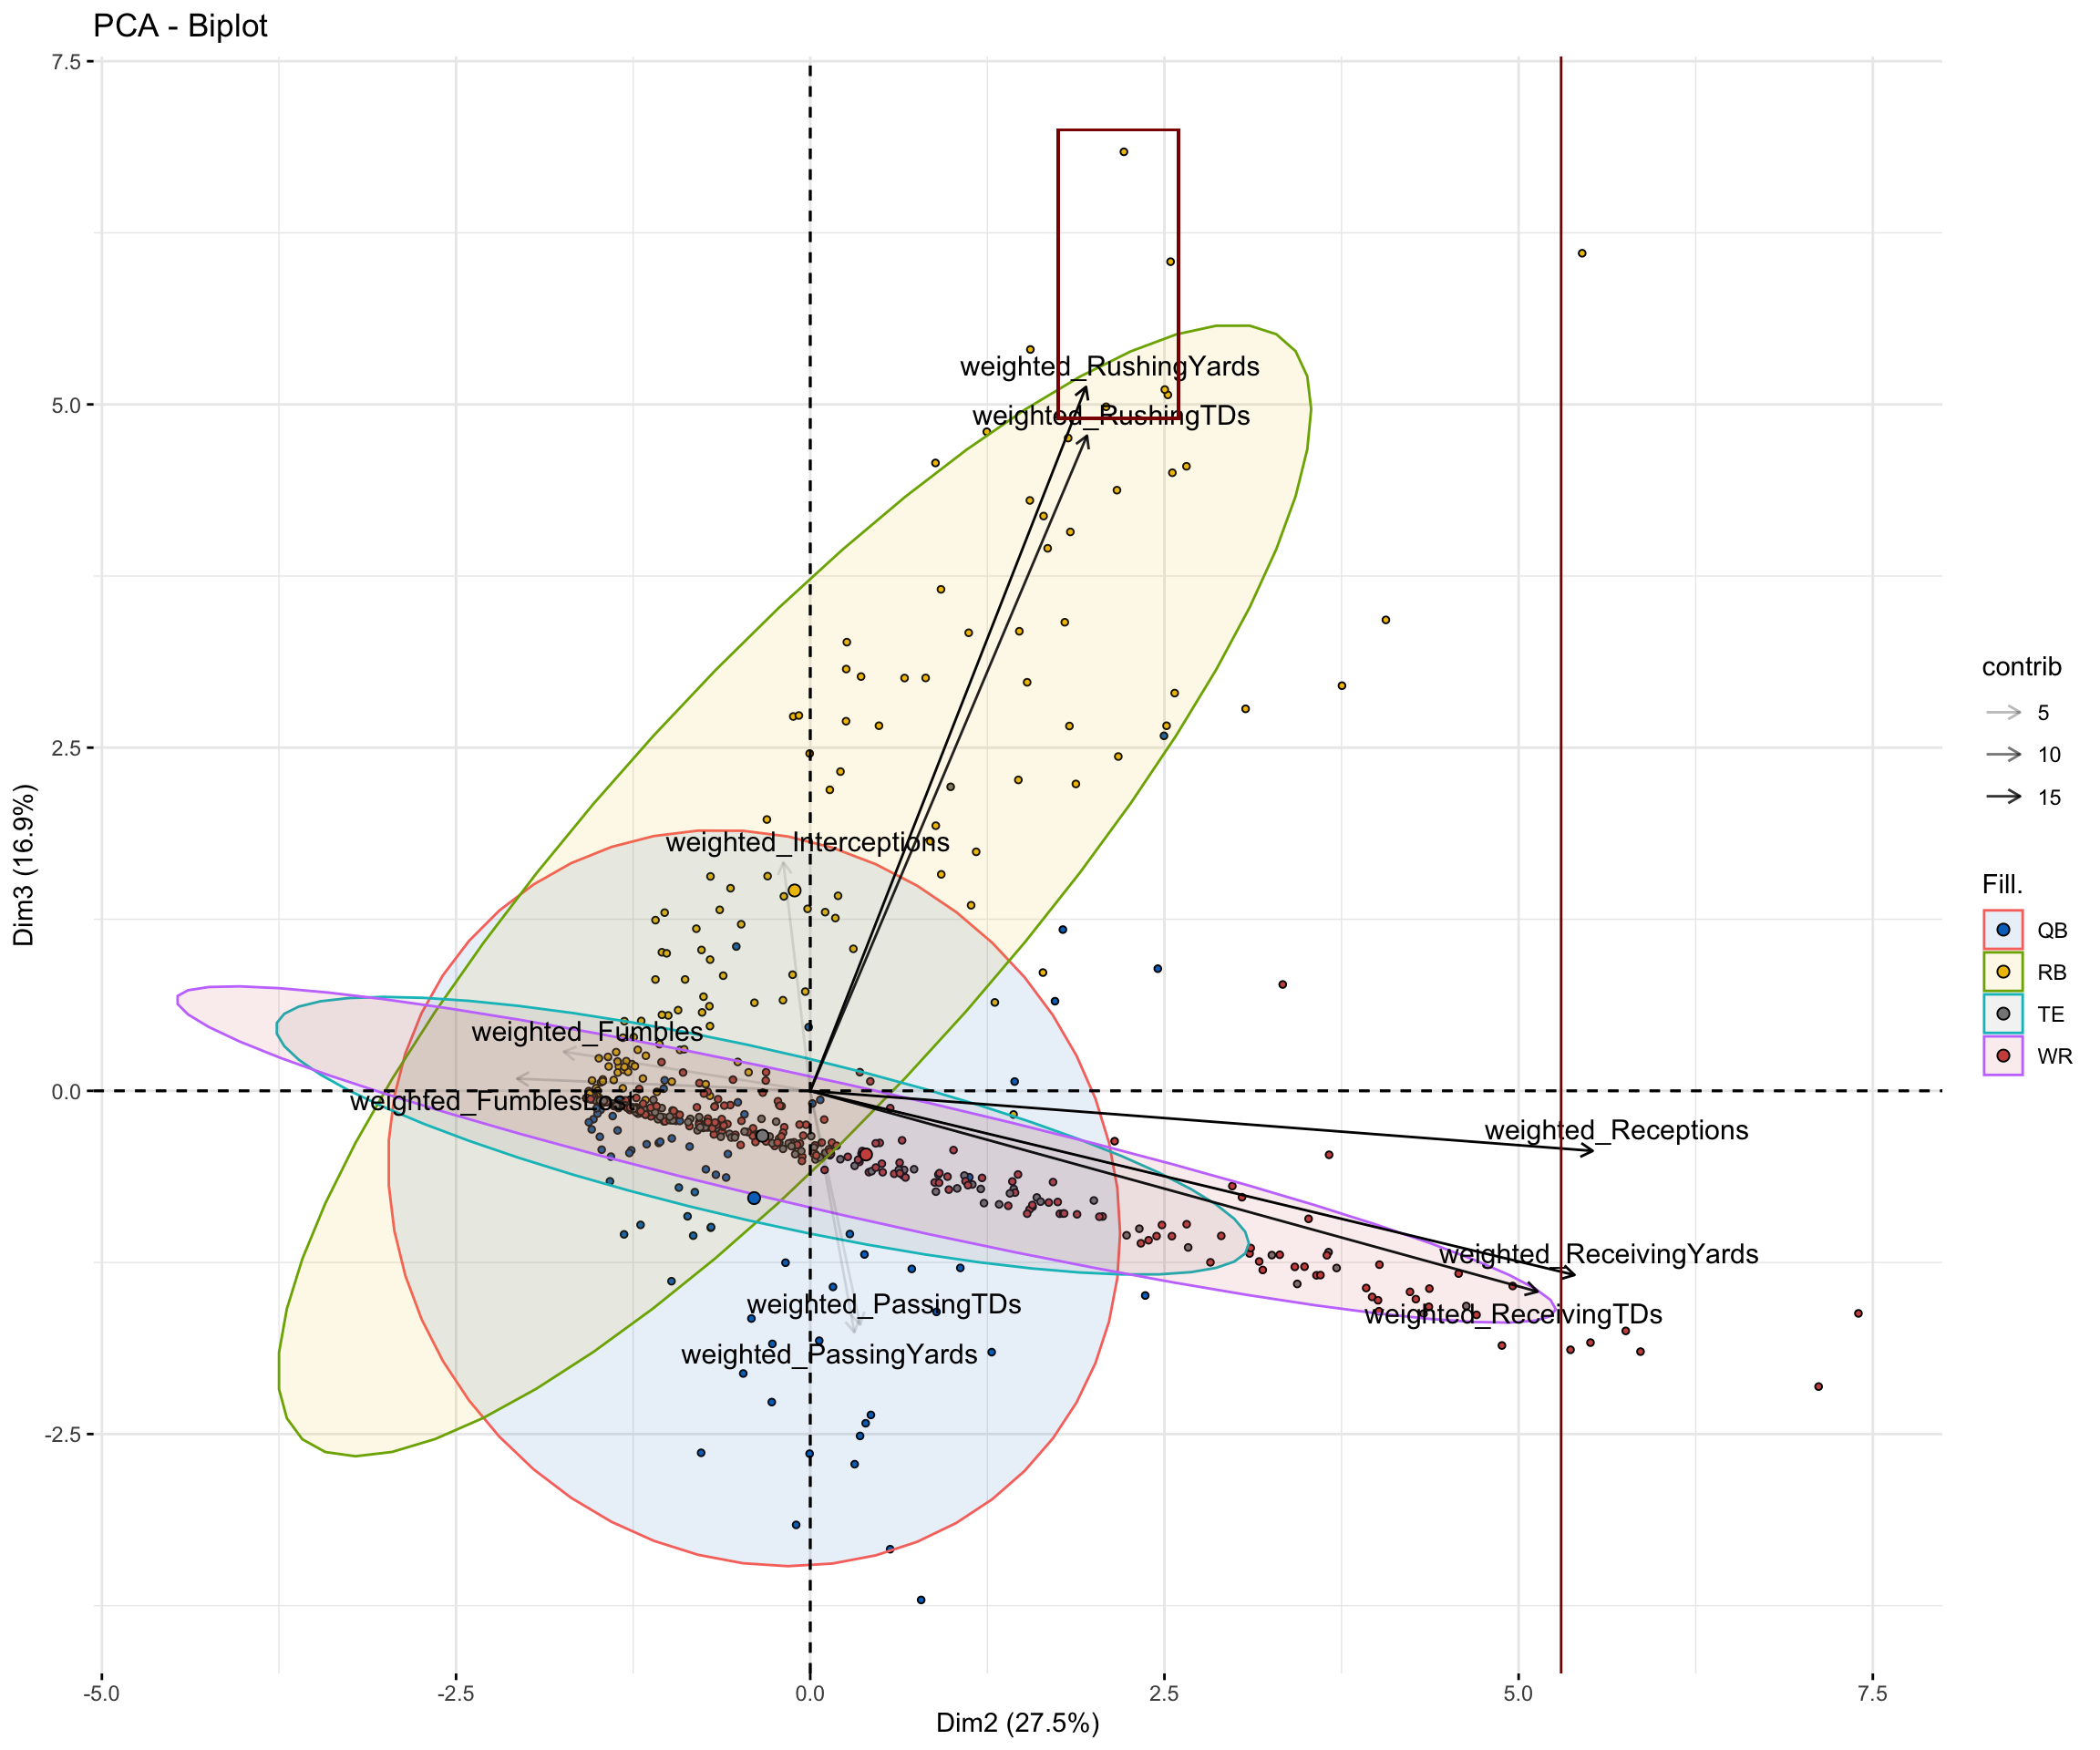 PCA - Biplot
7.5
5.0
2.5
0.0
-2.5
Dim3 (16.9%)
weighted_RushingYards
weighted_RushingTDs
weighted_Interceptions
weighted_Fumbles
weighted_FumblesLost
weighted_Receptions
weighted_ReceivingYards
weighted_PassingTDs
weighted_ReceivingTDs
weighted_PassingYards
-5.0
-2.5
0.0
2.5
5.0
7.5
Dim2 (27.5%)
contrib
5
10
15
Fill.
QB
RB
TE
WR